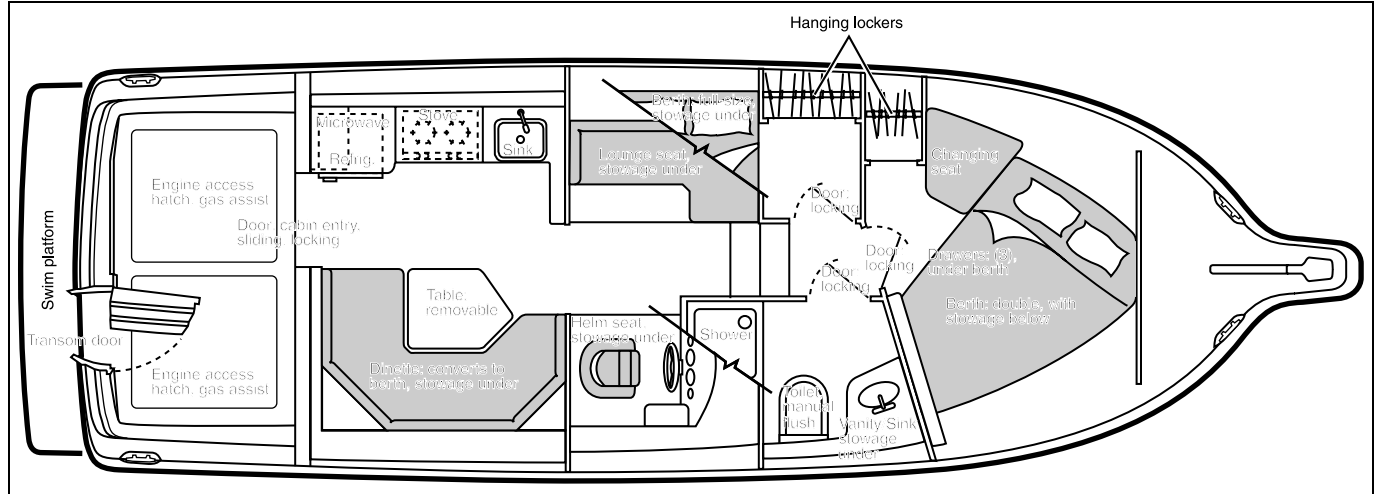 Hanging lockers
Berth: full-size,
stowage under
Microwave
Stove
Sink
Refrig.
Lounge seat,
stowage under
Changing
seat
Engine access
hatch, gas assist
Door:
locking
Door: cabin entry,
sliding, locking
Door:
locking
Drawers: (3),
under berth
Door:
locking
Swim platform
Table:
removable
Berth: double, with
stowage below
Transom door
Helm seat,
stowage under
Shower
Engine access
hatch, gas assist
Dinette: converts to
berth, stowage under
Toilet:
manual
flush
Vanity Sink
stowage
under